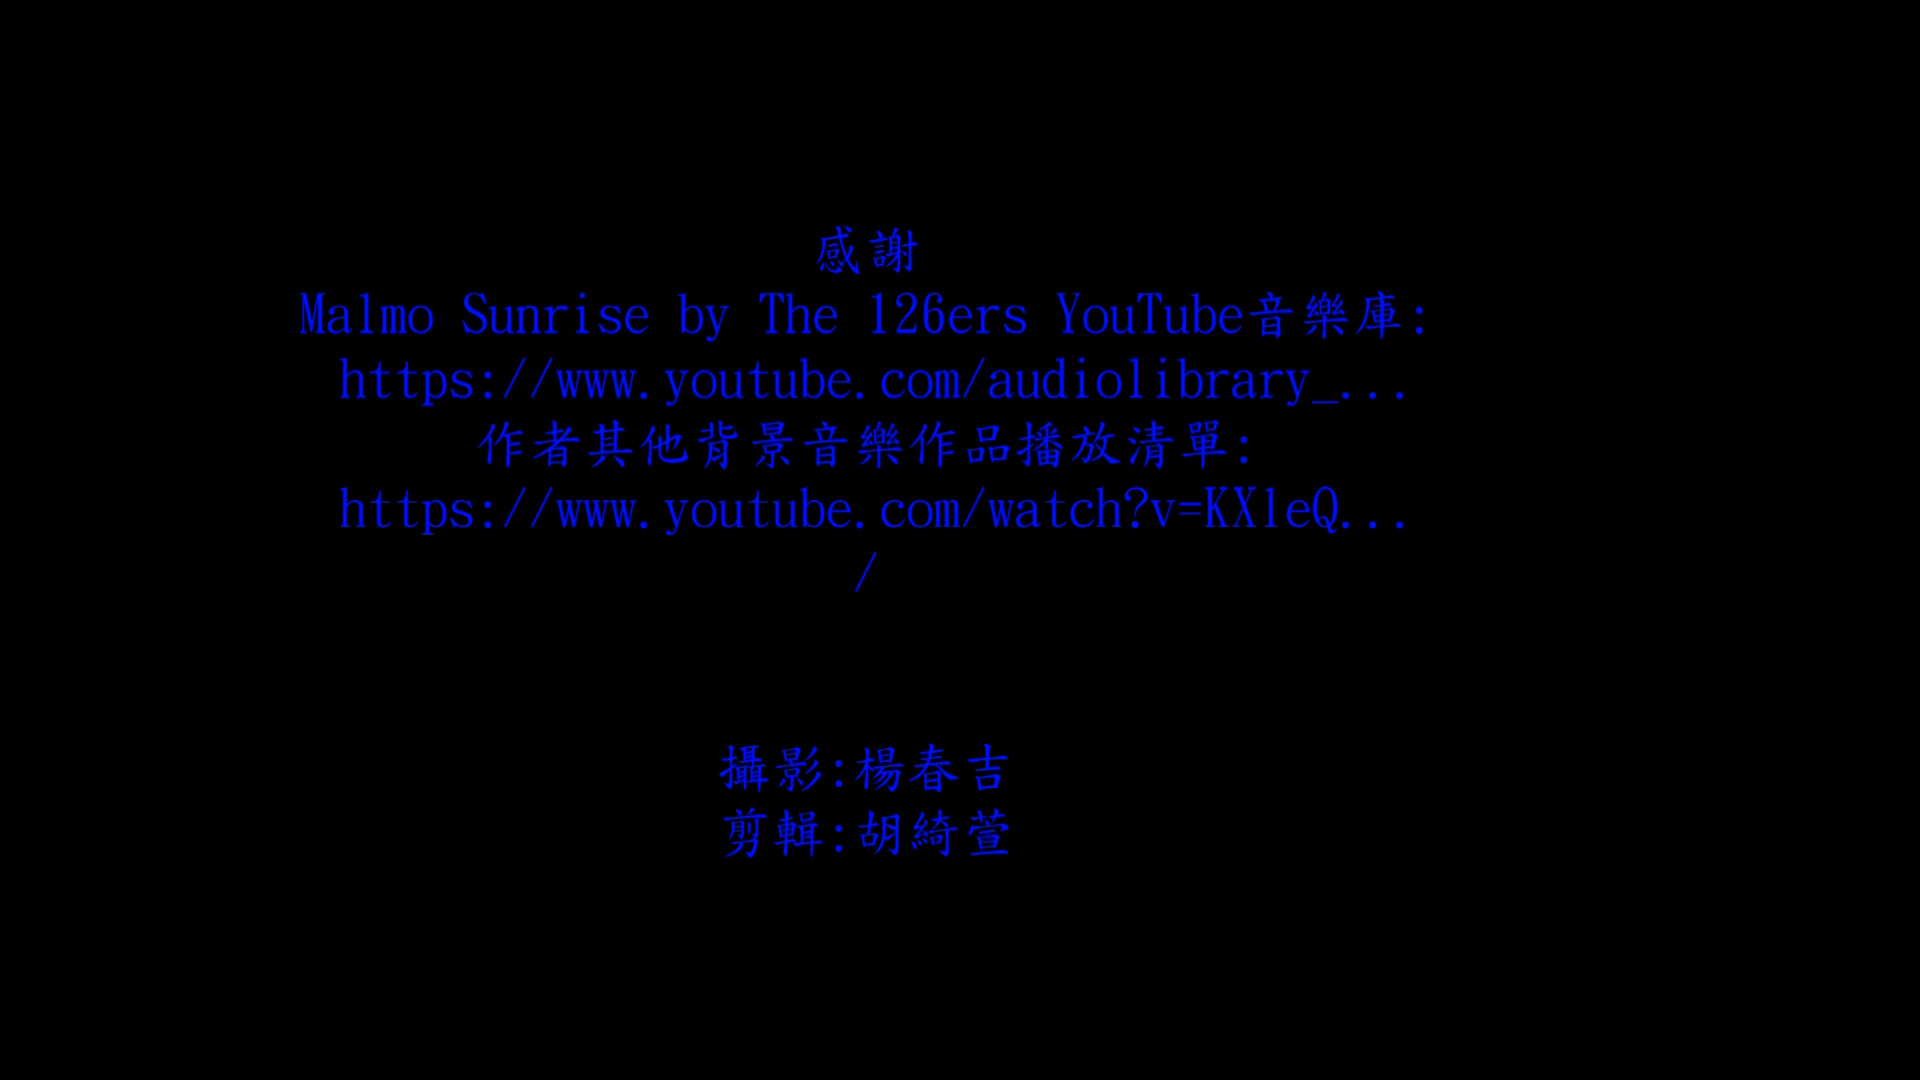 感謝
Malmo Sunrise by The 126ers YouTube音樂庫:
https://www.youtube.com/audiolibrary_...
作者其他背景音樂作品播放清單:
https://www.youtube.com/watch?v=KXleQ...
/
攝影:楊春吉
剪輯:胡綺萱